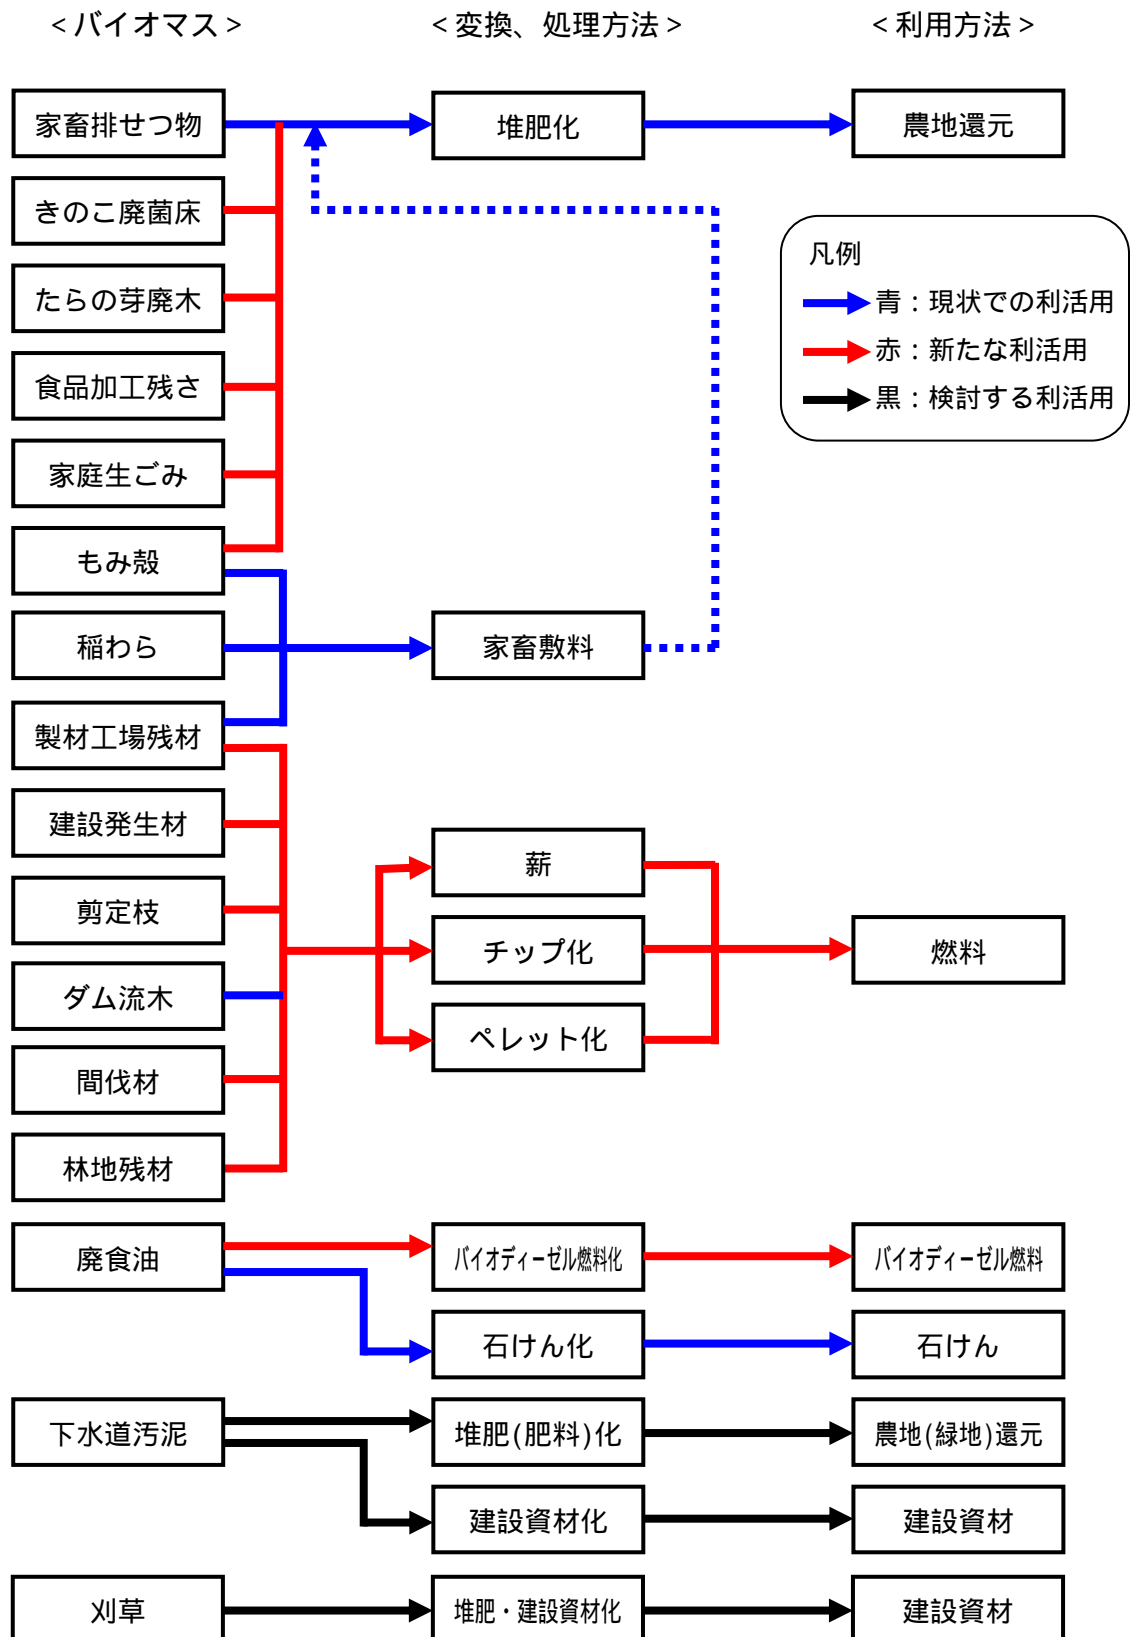 <バイオマス>
<変換、処理方法>
<利用方法>
家畜排せつ物
堆肥化
農地還元
きのこ廃菌床
たらの芽廃木
食品加工残さ
家庭生ごみ
もみ殻
凡例
青：現状での利活用
赤：新たな利活用
黒：検討する利活用
稲わら
家畜敷料
製材工場残材
建設発生材
薪
剪定枝
チップ化
燃料
ダム流木
ペレット化
間伐材
林地残材
廃食油
バイオディーゼル燃料化
バイオディーゼル燃料
石けん化
石けん
下水道汚泥
堆肥(肥料)化
農地(緑地)還元
建設資材化
建設資材
刈草
堆肥・建設資材化
建設資材